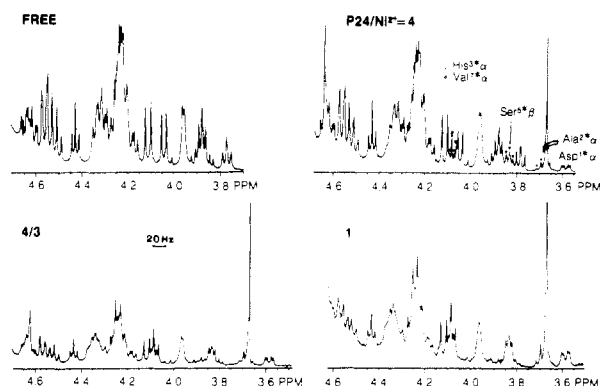 FREE
P24/Ni²⁺= 4
His³*α
Val⁷*α
Ser⁵*β
Ala²*α
Asp¹*α
4.6 4.4 4.2 4.0 3.8 PPM
4.6 4.4 4.2 4.0 3.8 PPM 3.6
4/3
20 Hz
1
4.6 4.4 4.2 4.0 3.8 3.6 PPM
4.6 4.4 4.2 4.0 3.8 3.6 PPM